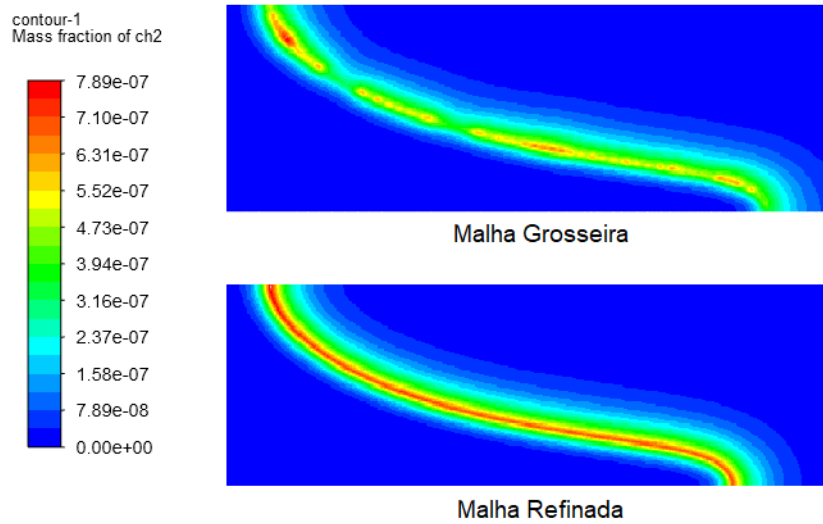 contour-1
Mass fraction of ch2
7.89e-07
7.10e-07
6.31e-07
5.52e-07
4.73e-07
3.94e-07
3.16e-07
2.37e-07
1.58e-07
7.89e-08
0.00e+00
Malha Grosseira
Malha Refinada